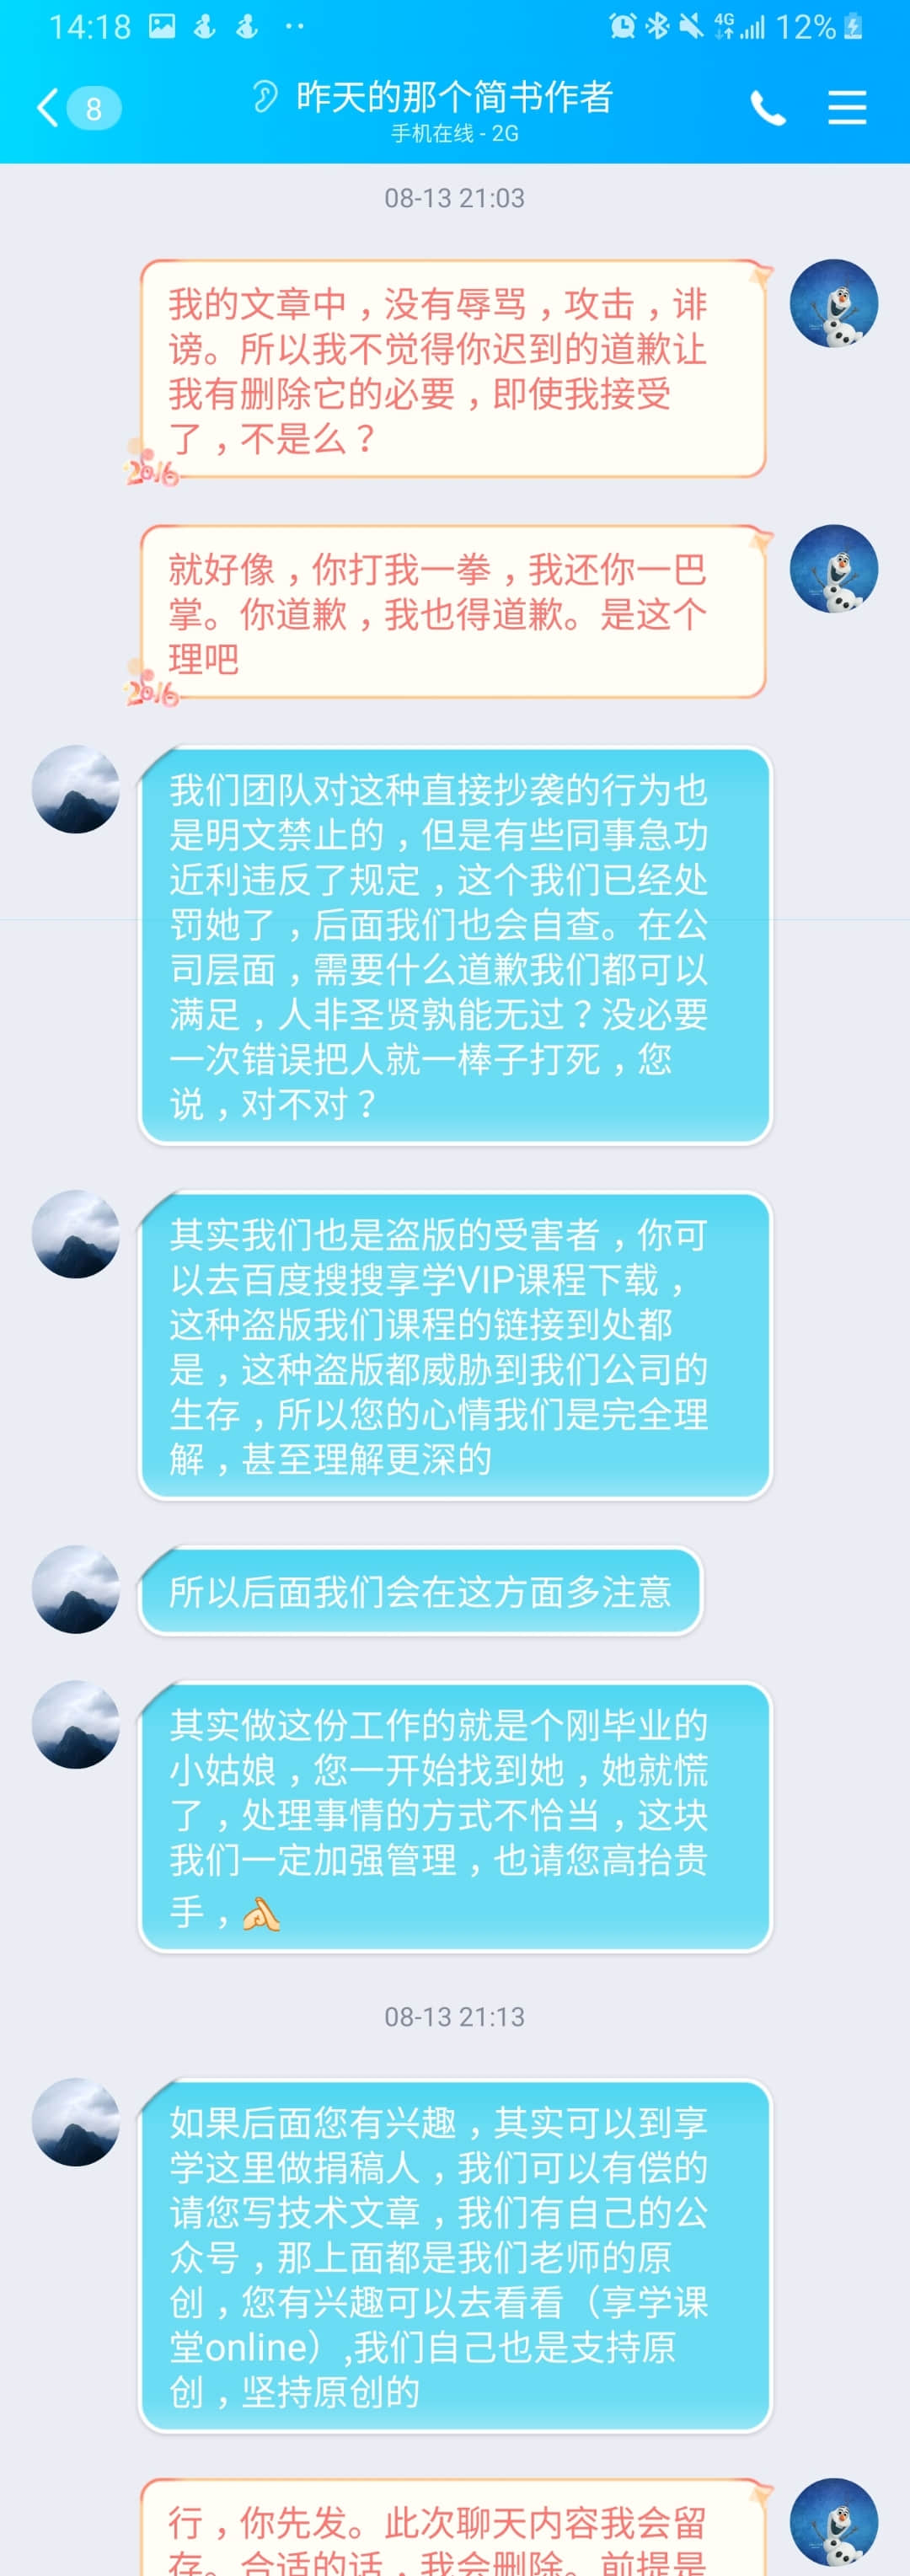 14:18
4G
12%
8
昨天的那个简书作者
手机在线 - 2G
08-13 21:03
我的文章中，没有辱骂，攻击，诽
谤。所以我不觉得你迟到的道歉让
我有删除它的必要，即使我接受
了，不是么？
2016
就好像，你打我一拳，我还你一巴
掌。你道歉，我也得道歉。是这个
理吧
2016
我们团队对这种直接抄袭的行为也
是明文禁止的，但是有些同事急功
近利违反了规定，这个我们已经处
罚她了，后面我们也会自查。在公
司层面，需要什么道歉我们都可以
满足，人非圣贤孰能无过？没必要
一次错误把人就一棒子打死，您
说，对不对？
其实我们也是盗版的受害者，你可
以去百度搜搜享学VIP课程下载，
这种盗版我们课程的链接到处都
是，这种盗版都威胁到我们公司的
生存，所以您的心情我们是完全理
解，甚至理解更深的
所以后面我们会在这方面多注意
其实做这份工作的就是个刚毕业的
小姑娘，您一开始找到她，她就慌
了，处理事情的方式不恰当，这块
我们一定加强管理，也请您高抬贵
手，
08-13 21:13
如果后面您有兴趣，其实可以到享
学这里做捐稿人，我们可以有偿的
请您写技术文章，我们有自己的公
众号，那上面都是我们老师的原
创，您有兴趣可以去看看（享学课
堂online）,我们自己也是支持原
创，坚持原创的
行，你先发。此次聊天内容我会留
存。合适的话，我会删除。前提是